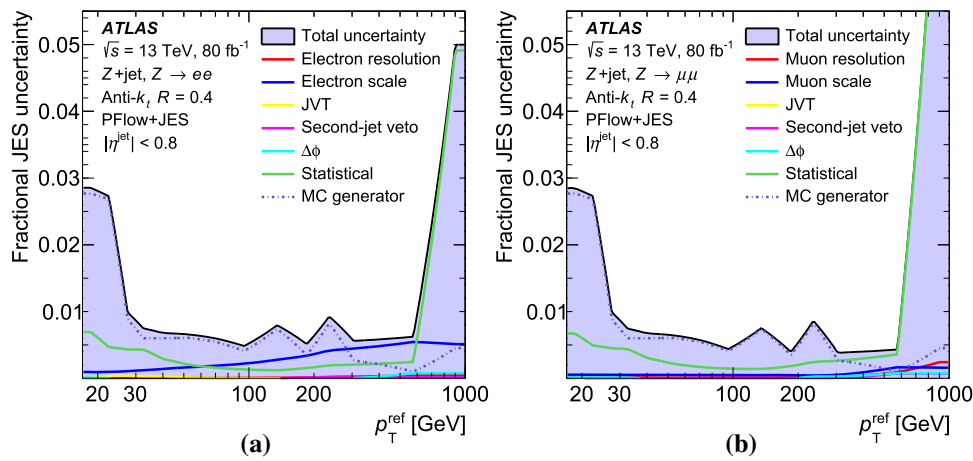 Fractional JES uncertainty
0.05
0.04
0.03
0.02
0.01
ATLAS
√s = 13 TeV, 80 fb⁻¹
Z+jet, Z → ee
Anti-kₜ R = 0.4
PFlow+JES
|ηʲᵉᵗ| < 0.8
Total uncertainty
Electron resolution
Electron scale
JVT
Second-jet veto
Δϕ
Statistical
MC generator
20 30 100 200 1000
p_T^ref [GeV]
(a)
Fractional JES uncertainty
0.05
0.04
0.03
0.02
0.01
ATLAS
√s = 13 TeV, 80 fb⁻¹
Z+jet, Z → μμ
Anti-kₜ R = 0.4
PFlow+JES
|ηʲᵉᵗ| < 0.8
Total uncertainty
Muon resolution
Muon scale
JVT
Second-jet veto
Δϕ
Statistical
MC generator
20 30 100 200 1000
p_T^ref [GeV]
(b)